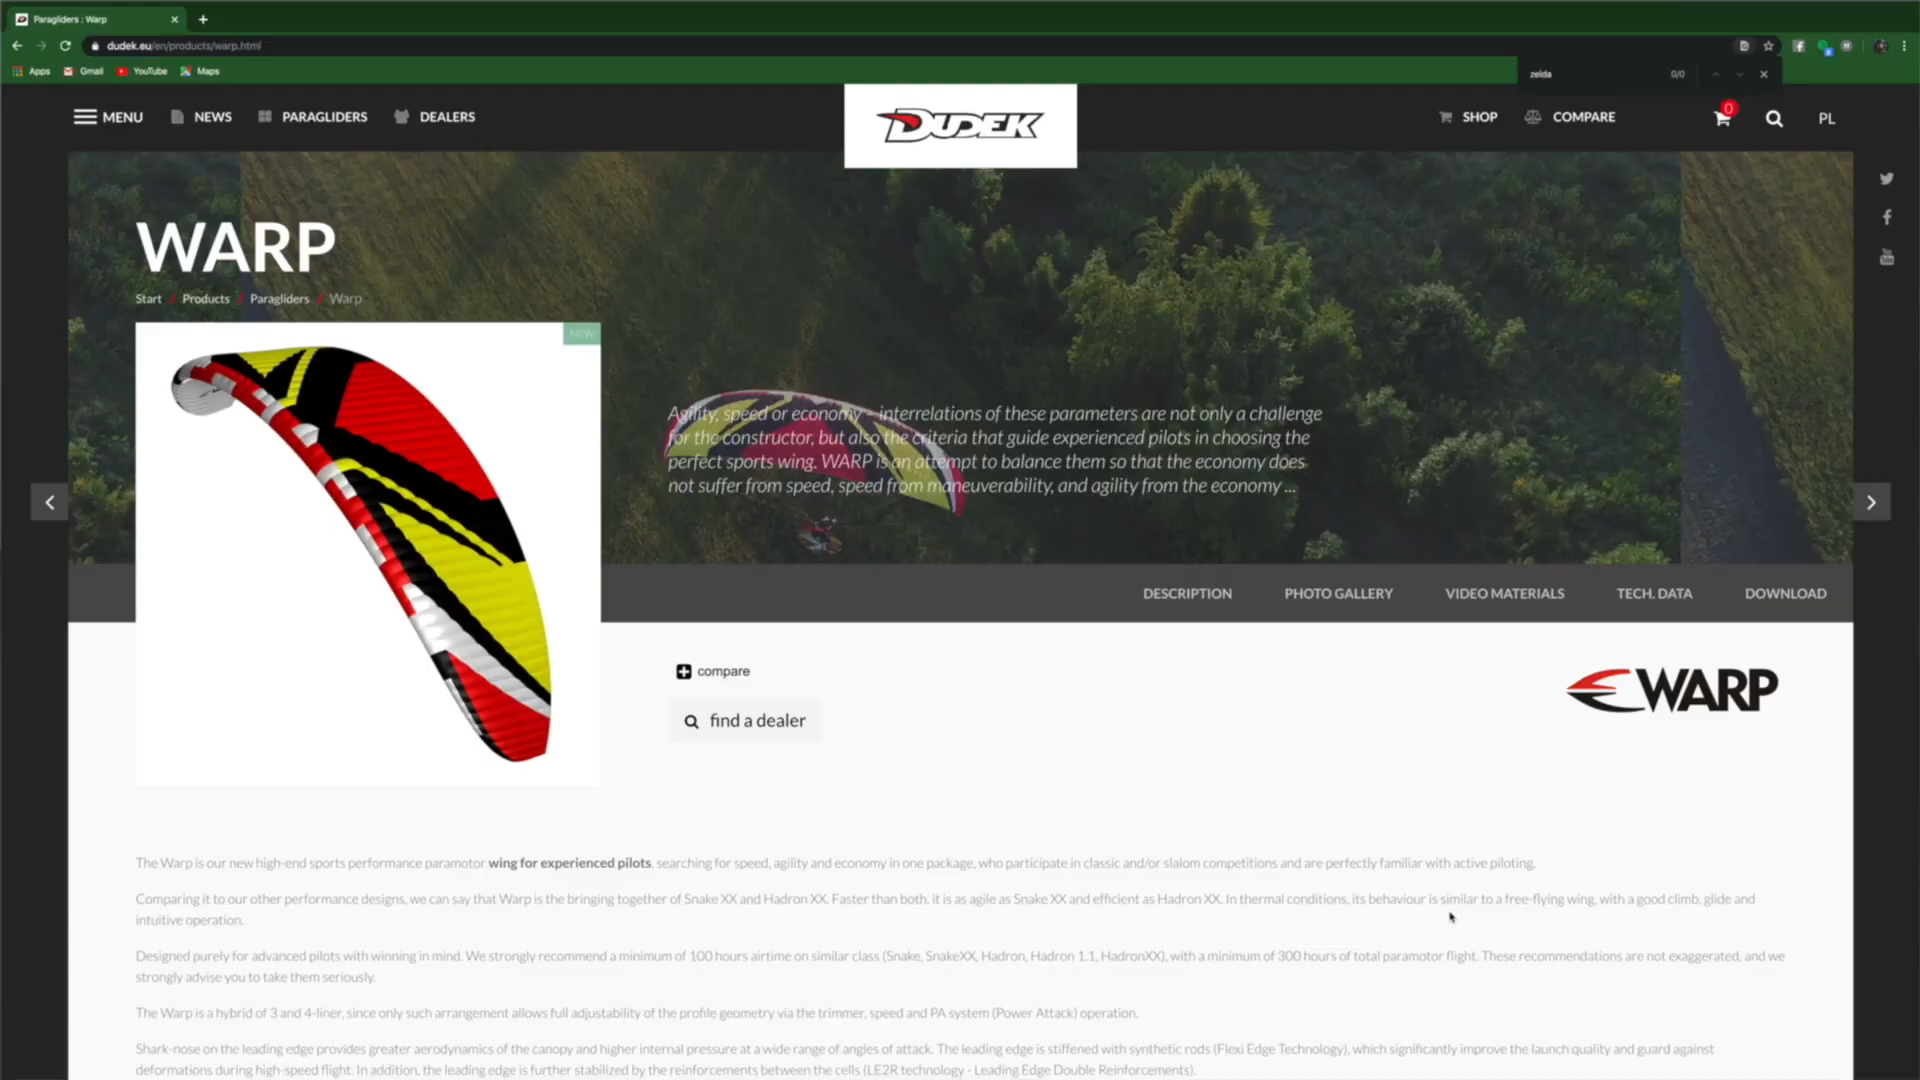 Paragliders : Warp
dudek.eu/en/products/warp.html
Apps Gmail YouTube Maps
zelda 0/0
MENU NEWS PARAGLIDERS DEALERS
DUDEK
SHOP COMPARE 0 PL
WARP
Start / Products / Paragliders / Warp
NEW
Agility, speed or economy - interrelations of these parameters are not only a challenge
for the constructor, but also the criteria that guide experienced pilots in choosing the
perfect sports wing. WARP is an attempt to balance them so that the economy does
not suffer from speed, speed from maneuverability, and agility from the economy ...
DESCRIPTION PHOTO GALLERY VIDEO MATERIALS TECH. DATA DOWNLOAD
compare
WARP
find a dealer
The Warp is our new high-end sports performance paramotor wing for experienced pilots, searching for speed, agility and economy in one package, who participate in classic and/or slalom competitions and are perfectly familiar with active piloting.
Comparing it to our other performance designs, we can say that Warp is the bringing together of Snake XX and Hadron XX. Faster than both, it is as agile as Snake XX and efficient as Hadron XX. In thermal conditions, its behaviour is similar to a free-flying wing, with a good climb, glide and
intuitive operation.
Designed purely for advanced pilots with winning in mind. We strongly recommend a minimum of 100 hours airtime on similar class (Snake, SnakeXX, Hadron, Hadron 1.1, HadronXX), with a minimum of 300 hours of total paramotor flight. These recommendations are not exaggerated, and we
strongly advise you to take them seriously.
The Warp is a hybrid of 3 and 4-liner, since only such arrangement allows full adjustability of the profile geometry via the trimmer, speed and PA system (Power Attack) operation.
Shark-nose on the leading edge provides greater aerodynamics of the canopy and higher internal pressure at a wide range of angles of attack. The leading edge is stiffened with synthetic rods (Flexi Edge Technology), which significantly improve the launch quality and guard against
deformations during high-speed flight. In addition, the leading edge is further stabilized by the reinforcements between the cells (LE2R technology - Leading Edge Double Reinforcements).